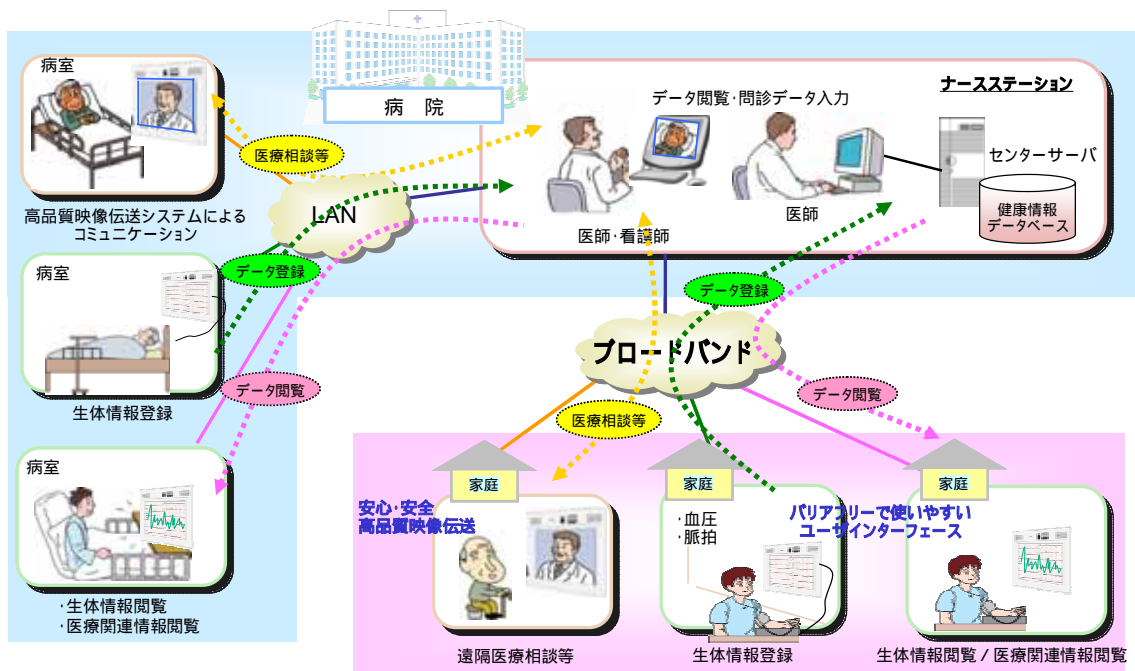 病院
病室
高品質映像伝送システムによる
コミュニケーション
医療相談等
LAN
病室
データ登録
生体情報登録
データ閲覧
病室
・生体情報閲覧
・医療関連情報閲覧
ナースステーション
データ閲覧・問診データ入力
センターサーバ
健康情報
データベース
医師
医師・看護師
データ登録
ブロードバンド
データ閲覧
医療相談等
家庭
安心・安全
高品質映像伝送
遠隔医療相談等
家庭
・血圧
・脈拍
生体情報登録
家庭
バリアフリーで使いやすい
ユーザインターフェース
生体情報閲覧 / 医療関連情報閲覧